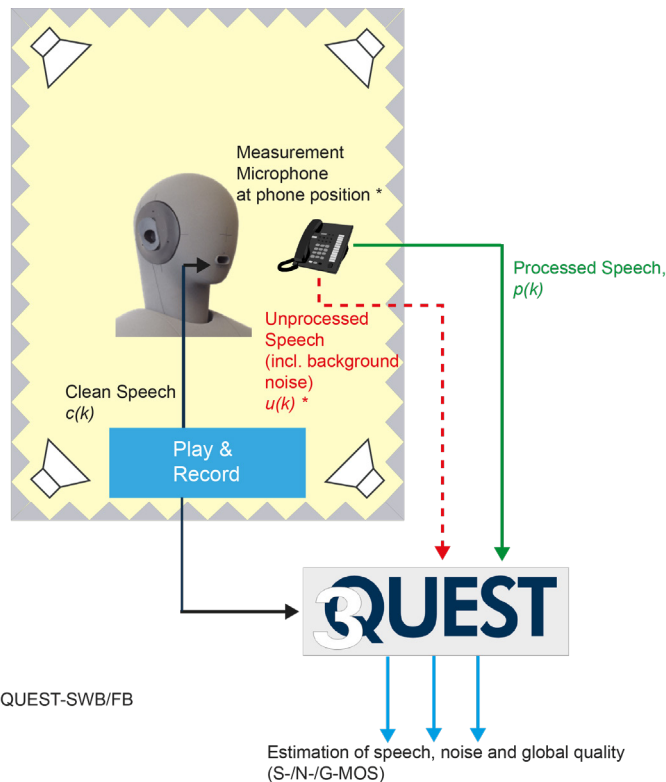 Measurement
Microphone
at phone position *
Processed Speech,
p(k)
Unprocessed
Speech
(incl. background
noise)
u(k) *
Clean Speech
c(k)
Play &
Record
3QUEST
QUEST-SWB/FB
Estimation of speech, noise and global quality
(S-/N-/G-MOS)